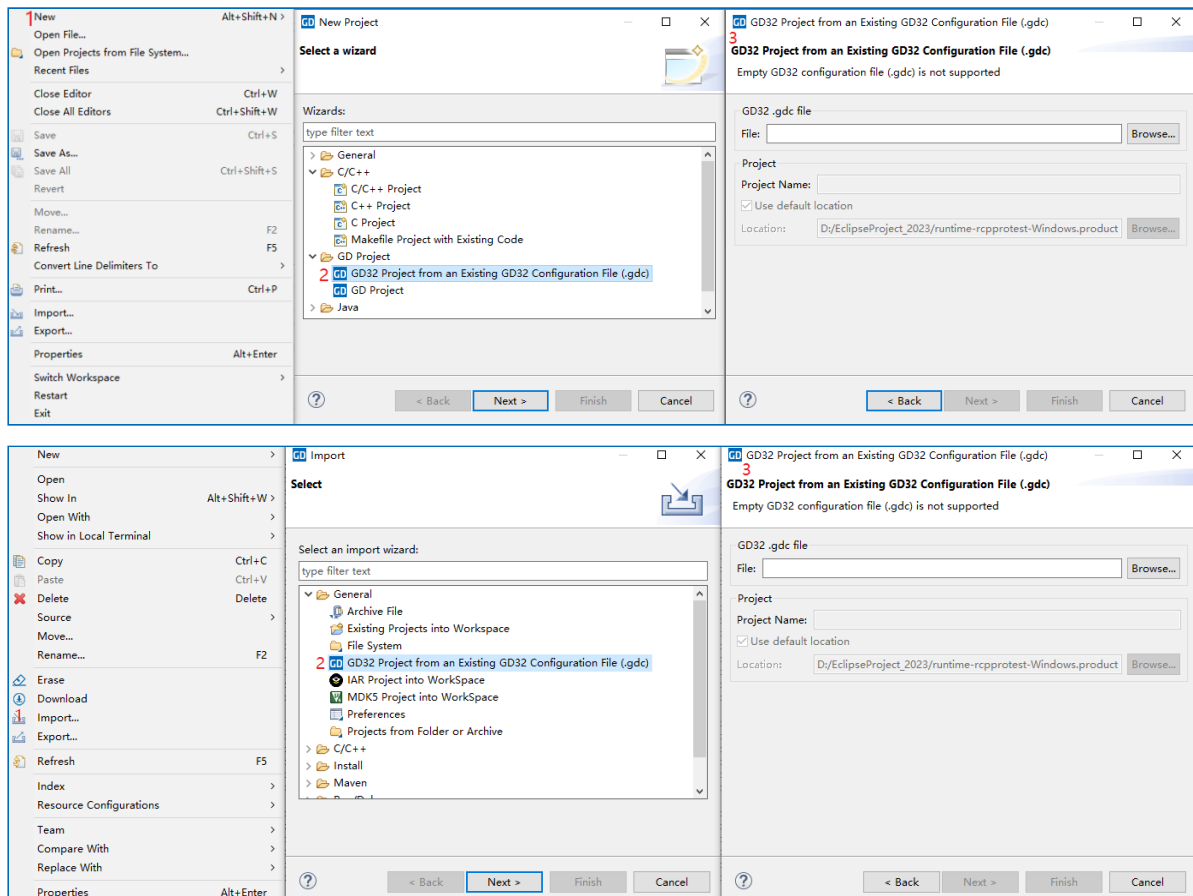 1New Alt+Shift+N >
Open File...
Open Projects from File System...
Recent Files >
Close Editor Ctrl+W
Close All Editors Ctrl+Shift+W
Save Ctrl+S
Save As...
Save All Ctrl+Shift+S
Revert
Move...
Rename... F2
Refresh F5
Convert Line Delimiters To >
Print... Ctrl+P
Import...
Export...
Properties Alt+Enter
Switch Workspace >
Restart
Exit
GD New Project
Select a wizard
Wizards:
type filter text
General
C/C++
C/C++ Project
C++ Project
C Project
Makefile Project with Existing Code
GD Project
2 GD GD32 Project from an Existing GD32 Configuration File (.gdc)
GD GD Project
Java
? < Back Next > Finish Cancel
GD GD32 Project from an Existing GD32 Configuration File (.gdc)
3
GD32 Project from an Existing GD32 Configuration File (.gdc)
Empty GD32 configuration file (.gdc) is not supported
GD32 .gdc file
File: Browse...
Project
Project Name:
Use default location
Location: D:/EclipseProject_2023/runtime-rcpprotest-Windows.product Browse...
? < Back Next > Finish Cancel
New >
Open
Show In Alt+Shift+W >
Open With >
Show in Local Terminal >
Copy Ctrl+C
Paste Ctrl+V
Delete Delete
Source >
Move...
Rename... F2
Erase
Download
1 Import...
Export...
Refresh F5
Index >
Resource Configurations >
Team >
Compare With >
Replace With >
Properties Alt+Enter
GD Import
Select
Select an import wizard:
type filter text
General
Archive File
Existing Projects into Workspace
File System
2 GD GD32 Project from an Existing GD32 Configuration File (.gdc)
IAR Project into WorkSpace
MDK5 Project into WorkSpace
Preferences
Projects from Folder or Archive
C/C++
Install
Maven
? < Back Next > Finish Cancel
GD GD32 Project from an Existing GD32 Configuration File (.gdc)
3
GD32 Project from an Existing GD32 Configuration File (.gdc)
Empty GD32 configuration file (.gdc) is not supported
GD32 .gdc file
File: Browse...
Project
Project Name:
Use default location
Location: D:/EclipseProject_2023/runtime-rcpprotest-Windows.product Browse...
? < Back Next > Finish Cancel